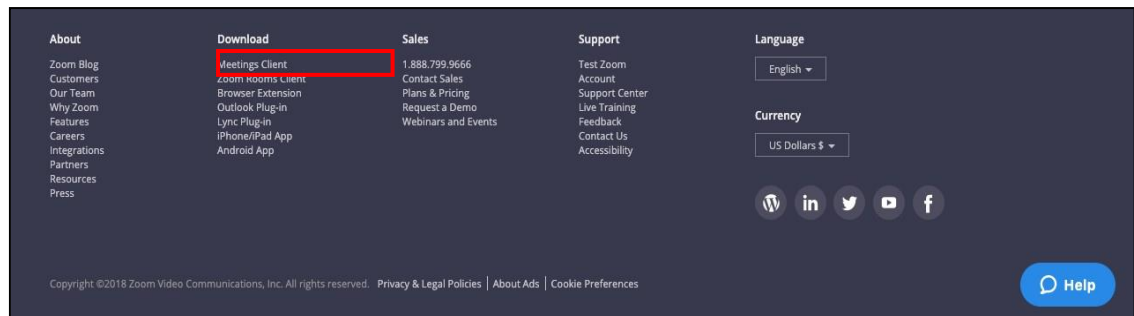 About
Zoom Blog
Customers
Our Team
Why Zoom
Features
Careers
Integrations
Partners
Resources
Press
Download
Meetings Client
Zoom Rooms Client
Browser Extension
Outlook Plug-in
Lync Plug-in
iPhone/iPad App
Android App
Sales
1.888.799.9666
Contact Sales
Plans & Pricing
Request a Demo
Webinars and Events
Support
Test Zoom
Account
Support Center
Live Training
Feedback
Contact Us
Accessibility
Language
English
Currency
US Dollars $
Copyright ©2018 Zoom Video Communications, Inc. All rights reserved. Privacy & Legal Policies | About Ads | Cookie Preferences
Help